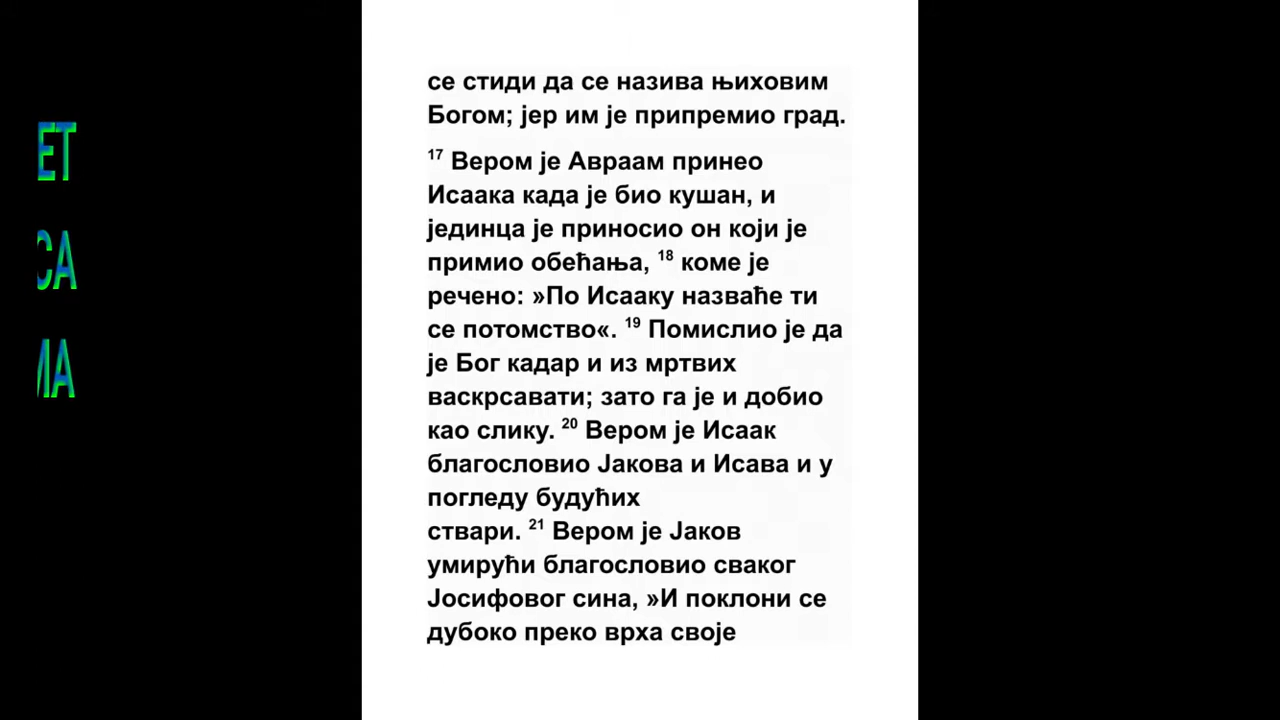 се стиди да се назива њиховим
Богом; јер им је припремио град.
17 Вером је Авраам принео
Исаака када је био кушан, и
јединца је приносио он који је
примио обећања, 18 коме је
речено: »По Исааку назваће ти
се потомство«. 19 Помислио је да
је Бог кадар и из мртвих
васкрсавати; зато га је и добио
као слику. 20 Вером је Исаак
благословио Јакова и Исава и у
погледу будућих
ствари. 21 Вером је Јаков
умирући благословио сваког
Јосифовог сина, »И поклони се
дубоко преко врха своје